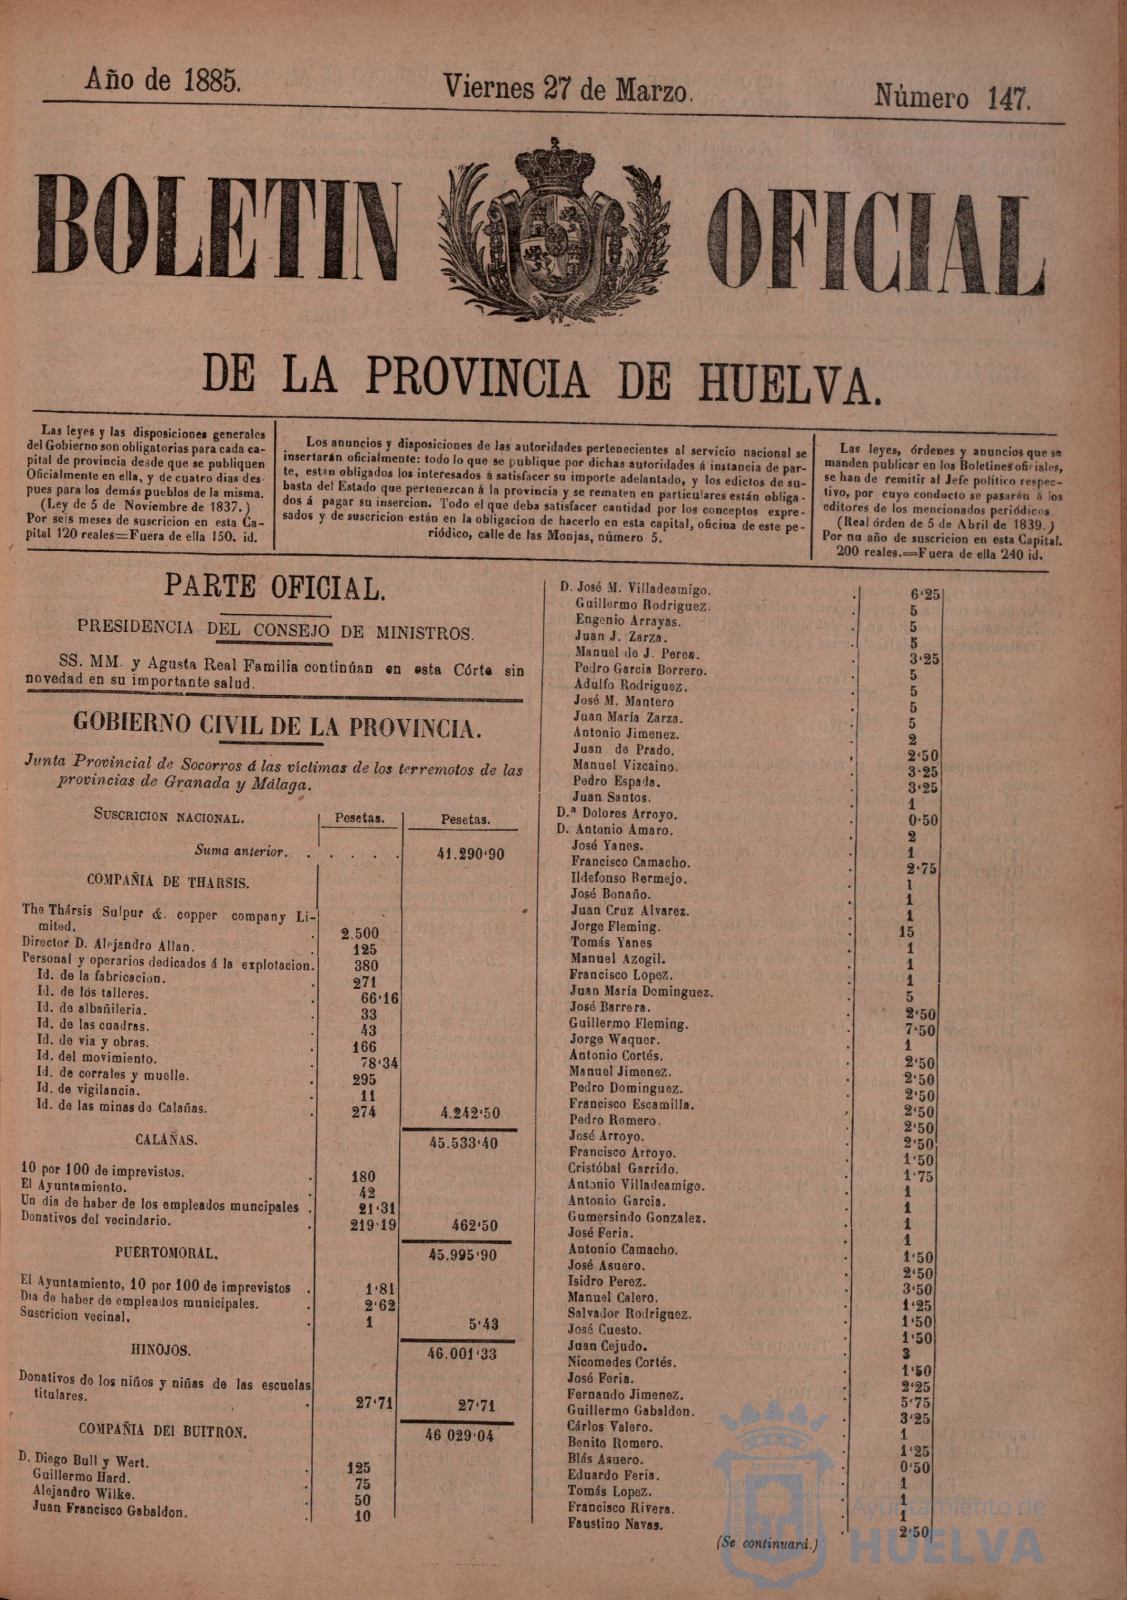 Año de 1885. Viernes 27 de Marzo. Número 147.
BOLETIN OFICIAL
DE LA PROVINCIA DE HUELVA.
Las leyes y las disposiciones generales
del Gobierno son obligatorias para cada ca-
pital de provincia desde que se publiquen
Oficialmente en ella, y de cuatro dias des-
pues para los demás pueblos de la misma.
(Ley de 5 de Noviembre de 1837.)
Por seis meses de suscricion en esta Ca-
pital 120 reales=Fuera de ella 150. id.
Los anuncios y disposiciones de las autoridades pertenecientes al servicio nacional se
insertarán oficialmente: todo lo que se publique por dichas autoridades á instancia de par-
te, están obligados los interesados á satisfacer su importe adelantado, y los edictos de su-
basta del Estado que pertenezcan á la provincia y se rematen en particulares están obliga-
dos á pagar su insercion. Todo el que deba satisfacer cantidad por los conceptos expre-
sados y de suscricion están en la obligacion de hacerlo en esta capital, oficina de este pe-
riódico, calle de las Monjas, número 5.
Las leyes, órdenes y anuncios que se
manden publicar en los Boletines oficiales,
se han de remitir al Jefe político respec-
tivo, por cuyo conducto se pasarán á los
editores de los mencionados periódicos
(Real órden de 5 de Abril de 1839.)
Por nu año de suscricion en esta Capital.
200 reales.=Fuera de ella 240 id.
PARTE OFICIAL.
PRESIDENCIA DEL CONSEJO DE MINISTROS.
SS. MM. y Agusta Real Familia continúan en esta Córte sin
novedad en su importante salud.
GOBIERNO CIVIL DE LA PROVINCIA.
Junta Provincial de Socorros á las víctimas de los terremotos de las
provincias de Granada y Málaga.
SUSCRICION NACIONAL. Pesetas. Pesetas.
Suma anterior. . . . . . 41.290'90
COMPAÑIA DE THARSIS.
The Thársis Sulpur &. copper company Li-
mited. 2.500
Director D. Alejandro Allan. . 125
Personal y operarios dedicados á la explotacion. 380
Id. de la fabricacion. . 271
Id. de los talleres. . 66'16
Id. de albañileria. . 33
Id. de las cuadras. . 43
Id. de via y obras. . 166
Id. del movimiento. . 78'34
Id. de corrales y muelle. . 295
Id. de vigilancia. . 11
Id. de las minas de Calañas. . 274 4.242'50
CALAÑAS. 45.533'40
10 por 100 de imprevistos. . 180
El Ayuntamiento. . 42
Un dia de haber de los empleados muncipales . 21'31
Donativos del vecindario. . 219'19 462'50
PUERTOMORAL. 45.995'90
El Ayuntamiento, 10 por 100 de imprevistos . 1'81
Dia de haber de empleados municipales. . 2'62
Suscricion vecinal. . 1 5'43
HINOJOS. 46.001'33
Donativos de los niños y niñas de las escuelas
titulares. . 27'71 27'71
COMPAÑIA DEl BUITRON. 46 029'04
D. Diego Bull y Wert. . 125
Guillermo Hard. . 75
Alejandro Wilke. . 50
Juan Francisco Gabaldon. . 10
D. José M. Villadeamigo. . 6'25
Guillermo Rodriguez. . 5
Engenio Arrayas. . 5
Juan J. Zarza. . 5
Manuel de J. Perea. . 3'25
Pedro Garcia Borrero. . 5
Adulfo Rodriguez. . 5
José M. Mantero . 5
Juan María Zarza. . 5
Antonio Jimenez. . 2
Juan de Prado. . 2'50
Manuel Vizcaino. . 3'25
Pedro Espada. . 3'25
Juan Santos. . 1
D.ª Dolores Arroyo. . 0'50
D. Antonio Amaro. . 2
José Yanes. . 1
Francisco Camacho. . 2'75
Ildefonso Bermejo. . 1
José Bonaño. . 1
Juan Cruz Alvarez. . 1
Jorge Fleming. . 15
Tomás Yanes . 1
Manuel Azogil. . 1
Francisco Lopez. . 1
Juan María Dominguez. . 5
José Barrera. . 2'50
Guillermo Fleming. . 7'50
Jorge Waquer. . 1
Antonio Cortés. . 2'50
Manuel Jimenez. . 2'50
Pedro Dominguez. . 2'50
Francisco Escamilla. . 2'50
Pedro Romero. . 2'50
José Arroyo. . 2'50
Francisco Arroyo. . 1'50
Cristóbal Garrido. . 1'75
Antonio Villadeamigo. . 1
Antonio Garcia. . 1
Gumersindo Gonzalez. . 1
José Feria. . 1
Antonio Camacho. . 1'50
José Asuero. . 2'50
Isidro Perez. . 3'50
Manuel Calero. . 1'25
Salvador Rodriguez. . 1'50
José Cuesto. . 1'50
Juan Cejudo. . 3
Nicomedes Cortés. . 1'50
José Feria. . 2'25
Fernando Jimenez. . 5'75
Guillermo Gabaldon. . 3'25
Cárlos Valero. . 1
Benito Romero. . 1'25
Blás Asuero. . 0'50
Eduardo Feria. . 1
Tomás Lopez. . 1
Francisco Rivera. . 1
Faustino Navas. . 2'50
(Se continuará.)
Ayuntamiento de
HUELVA